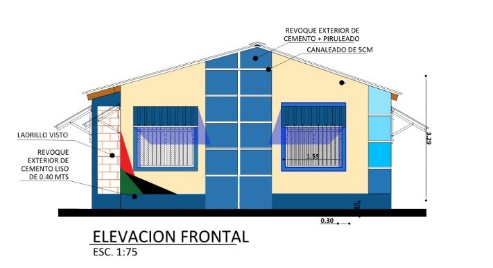 REVOQUE EXTERIOR DE
CEMENTO + PIRULEADO
CANALEADO DE 5CM
LADRILLO VISTO
REVOQUE
EXTERIOR DE
CEMENTO LISO
DE 0.40 MTS
1.55
3.29
0.30
ELEVACION FRONTAL
ESC. 1:75